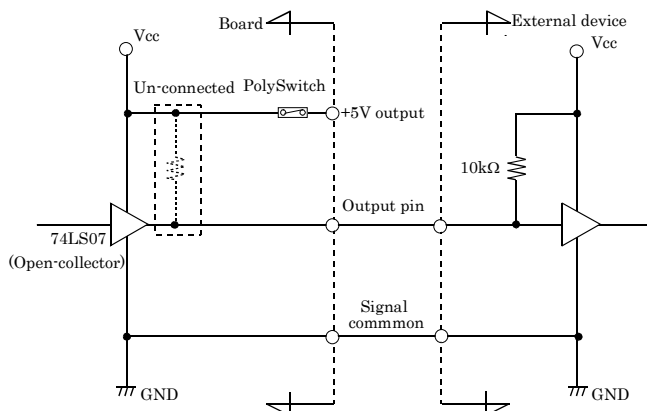 Board
External device
Vcc
Vcc
Un-connected
PolySwitch
+5V output
10kΩ
Output pin
74LS07
(Open-collector)
Signal
commmon
GND
GND